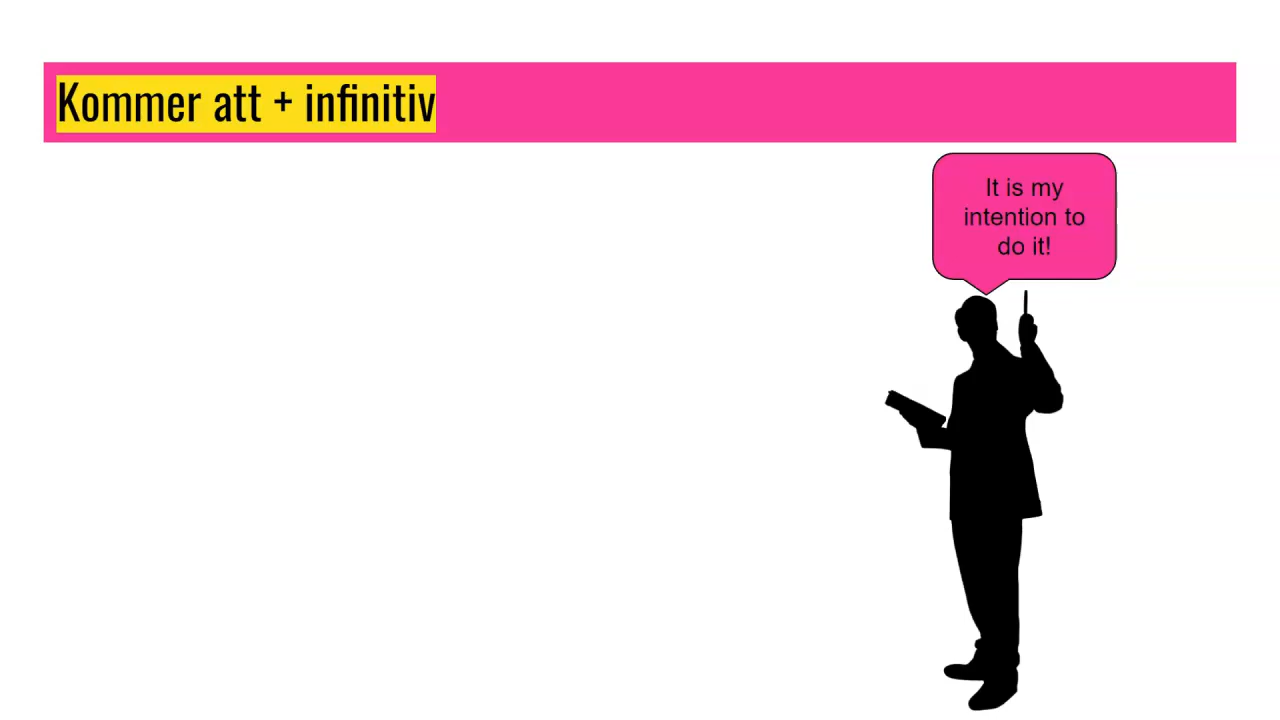 Kommer att + infinitiv
It is my
intention to
do it!